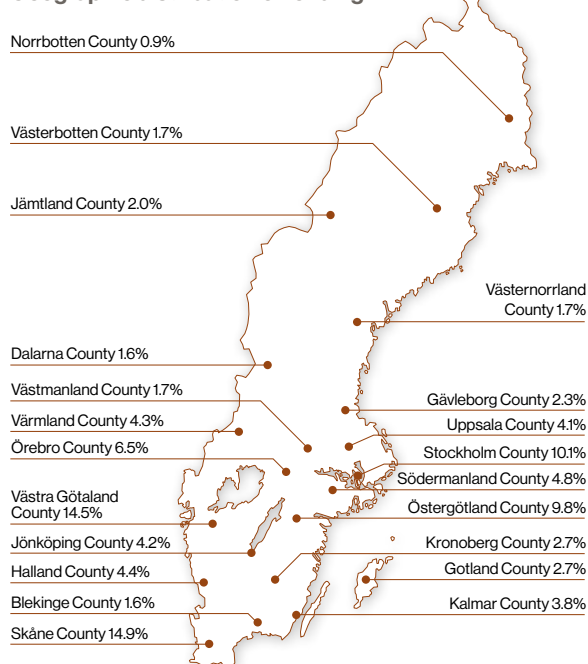 Norrbotten County 0.9%
Västerbotten County 1.7%
Jämtland County 2.0%
Västernorrland
County 1.7%
Dalarna County 1.6%
Västmanland County 1.7%
Värmland County 4.3%
Örebro County 6.5%
Västra Götaland
County 14.5%
Jönköping County 4.2%
Halland County 4.4%
Blekinge County 1.6%
Skåne County 14.9%
Gävleborg County 2.3%
Uppsala County 4.1%
Stockholm County 10.1%
Södermanland County 4.8%
Östergötland County 9.8%
Kronoberg County 2.7%
Gotland County 2.7%
Kalmar County 3.8%